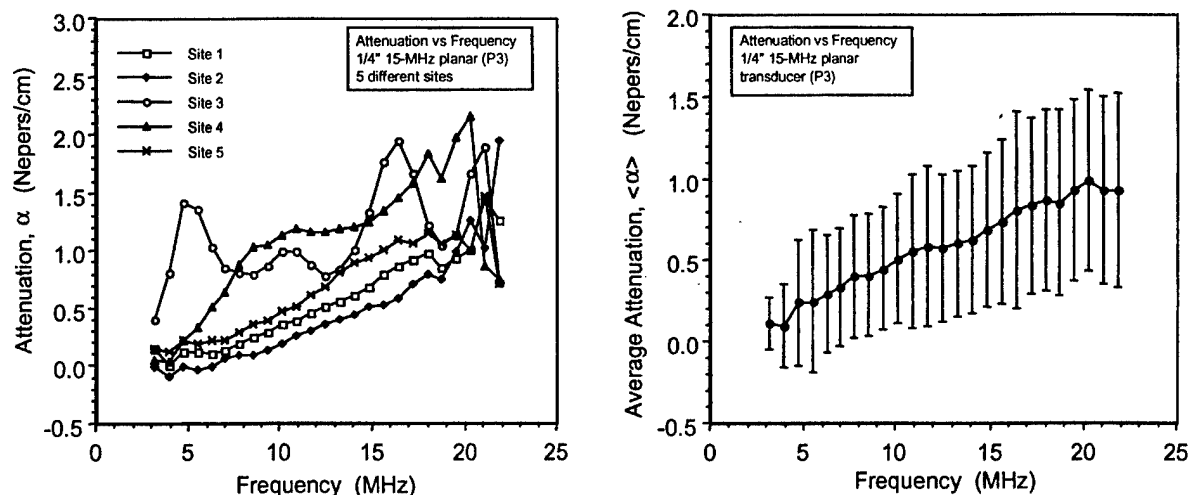 3.0
2.5
2.0
1.5
1.0
0.5
0.0
-0.5
Attenuation, α (Nepers/cm)
Site 1
Site 2
Site 3
Site 4
Site 5
Attenuation vs Frequency
1/4" 15-MHz planar (P3)
5 different sites
0 5 10 15 20 25
Frequency (MHz)
2.0
1.5
1.0
0.5
0.0
-0.5
Average Attenuation, <α> (Nepers/cm)
Attenuation vs Frequency
1/4" 15-MHz planar
transducer (P3)
0 5 10 15 20 25
Frequency (MHz)